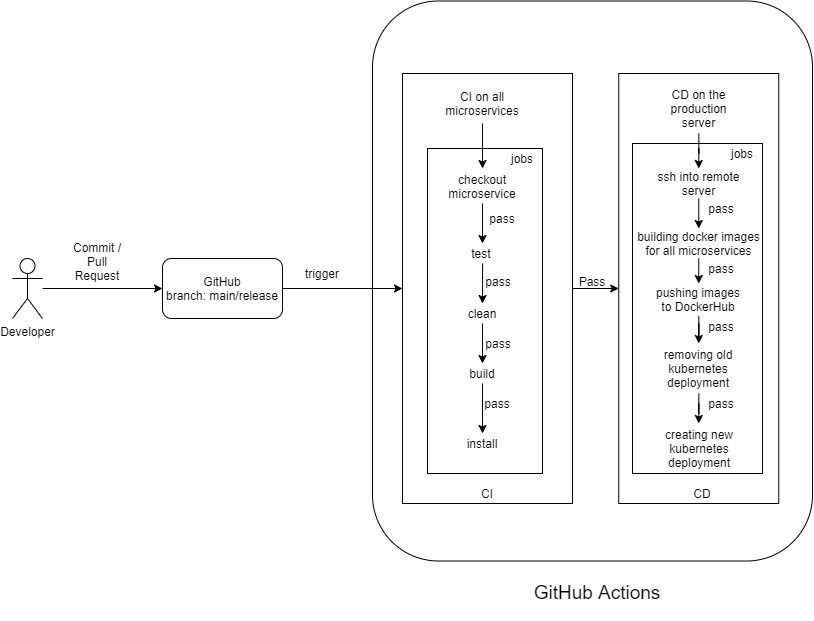 Commit /
Pull
Request
Developer
GitHub
branch: main/release
trigger
CI on all
microservices
jobs
checkout
microservice
pass
test
pass
clean
pass
build
pass
install
CI
Pass
CD on the
production
server
jobs
ssh into remote
server
pass
building docker images
for all microservices
pass
pushing images
to DockerHub
pass
removing old
kubernetes
deployment
pass
creating new
kubernetes
deployment
CD
GitHub Actions